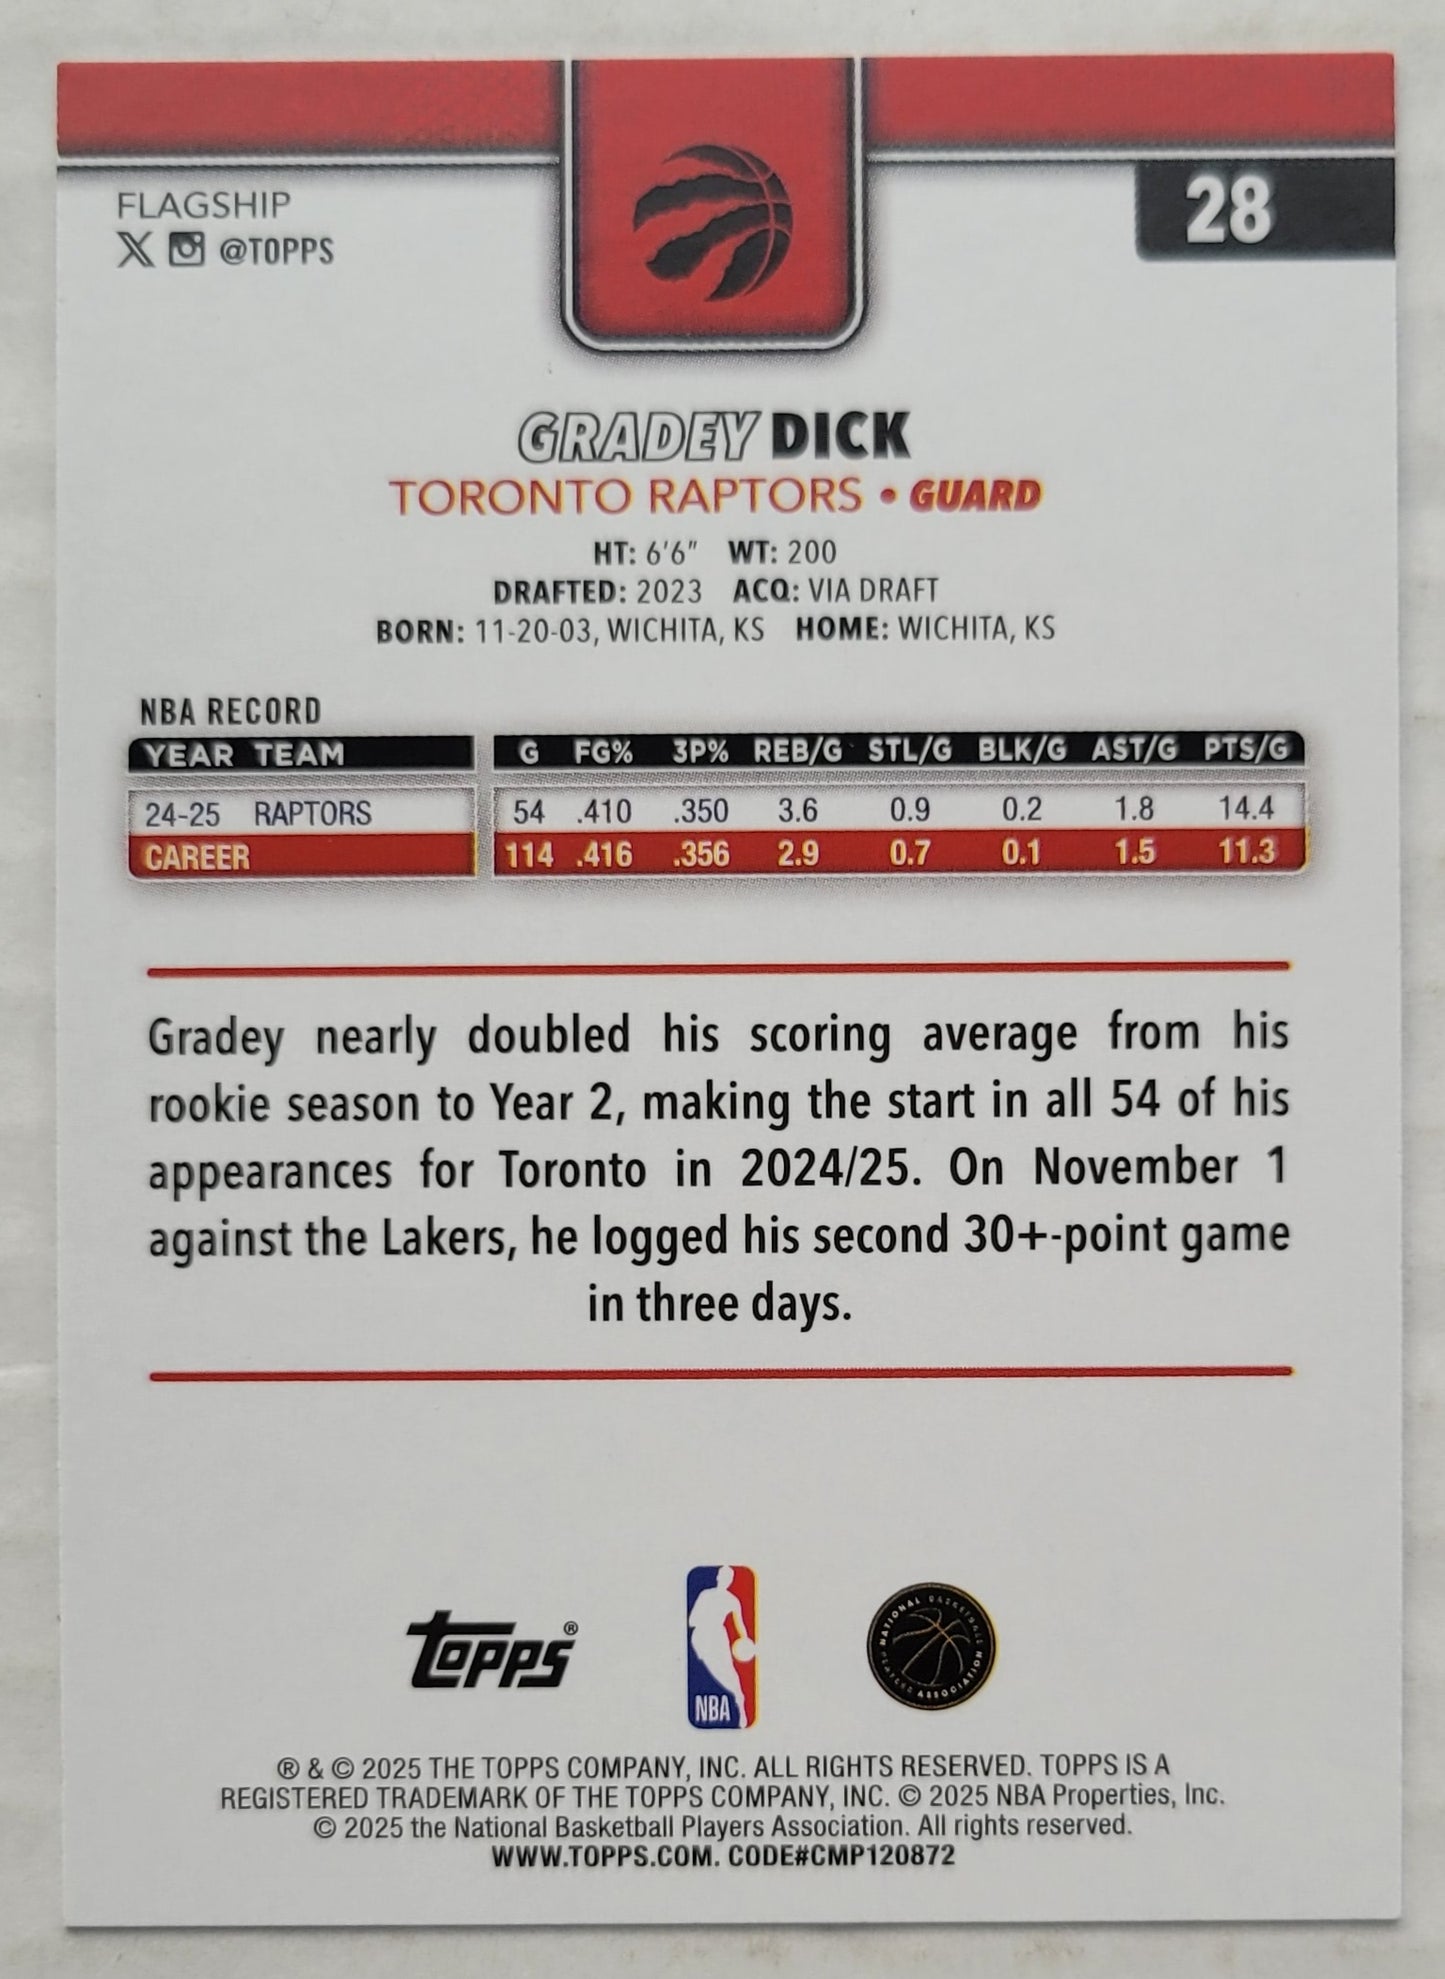 FLAGSHIP
28
X @TOPPS
GRADEY DICK
TORONTO RAPTORS • GUARD
HT: 6'6" WT: 200
DRAFTED: 2023 ACQ: VIA DRAFT
BORN: 11-20-03, WICHITA, KS HOME: WICHITA, KS
NBA RECORD
YEAR TEAM G FG% 3P% REB/G STL/G BLK/G AST/G PTS/G
24-25 RAPTORS 54 .410 .350 3.6 0.9 0.2 1.8 14.4
CAREER 114 .416 .356 2.9 0.7 0.1 1.5 11.3
Gradey nearly doubled his scoring average from his
rookie season to Year 2, making the start in all 54 of his
appearances for Toronto in 2024/25. On November 1
against the Lakers, he logged his second 30+-point game
in three days.
topps®
NBA
NATIONAL BASKETBALL PLAYERS ASSOCIATION
® & © 2025 THE TOPPS COMPANY, INC. ALL RIGHTS RESERVED. TOPPS IS A
REGISTERED TRADEMARK OF THE TOPPS COMPANY, INC. © 2025 NBA Properties, Inc.
© 2025 the National Basketball Players Association. All rights reserved.
WWW.TOPPS.COM. CODE#CMP120872